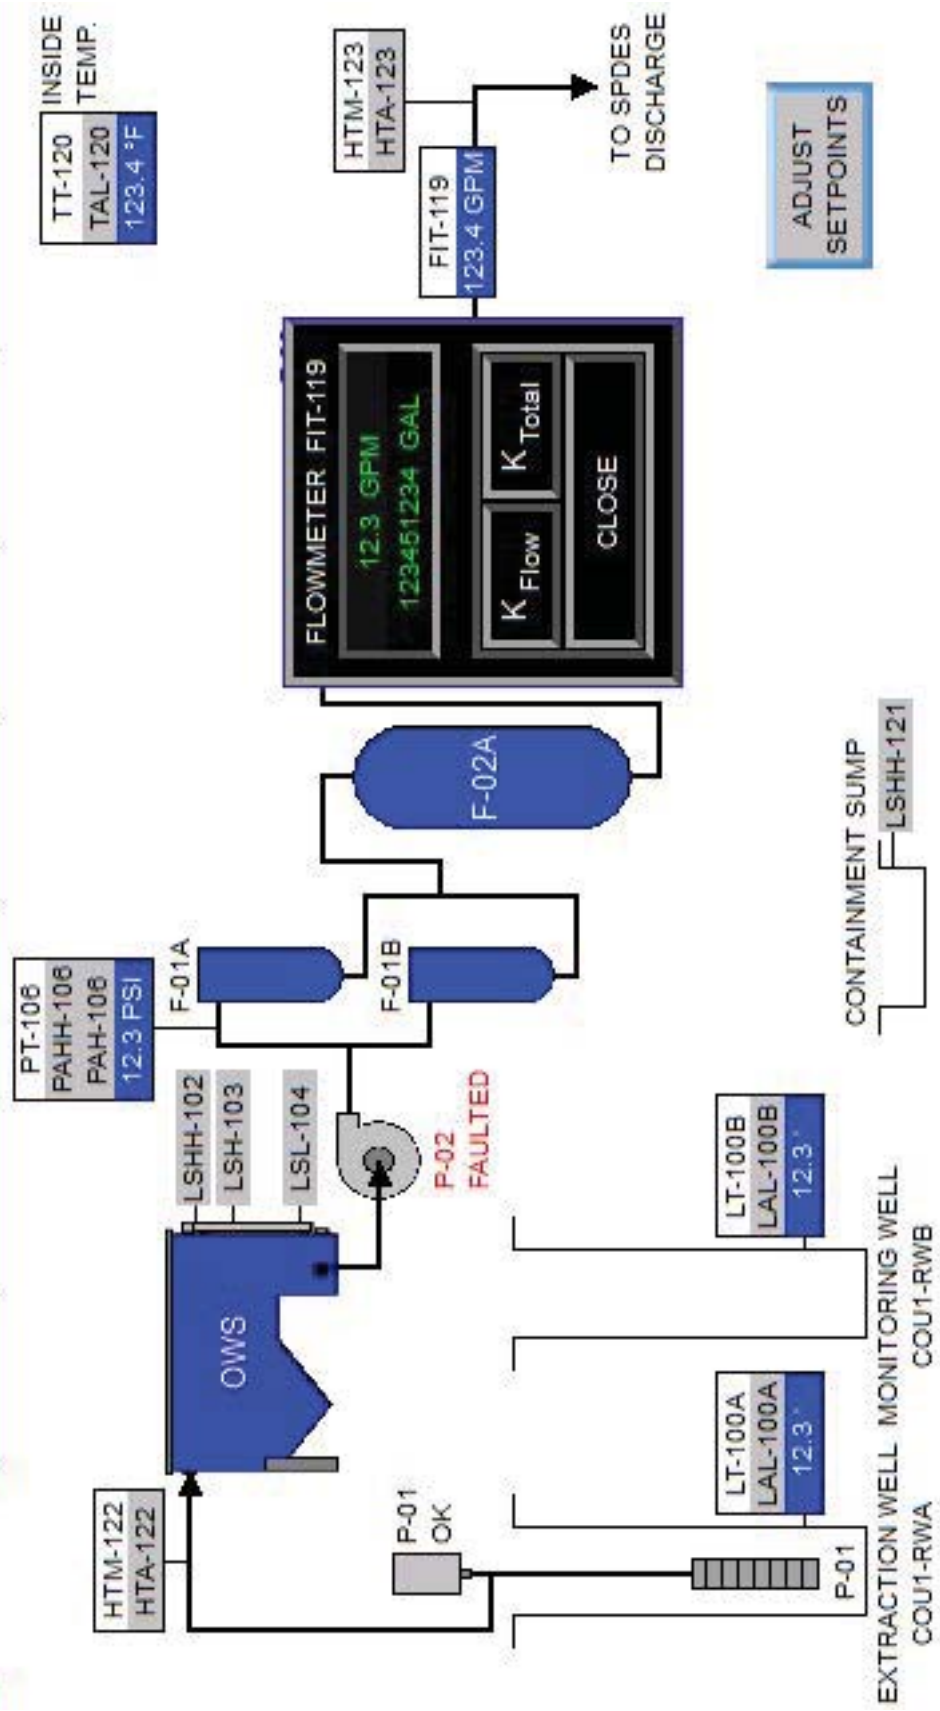 HTM-122
HTA-122
OWS
LSHH-102
LSH-103
LSL-104
PT-106
PAHH-106
PAH-106
12.3 PSI
TT-120
TAL-120
123.4 °F
INSIDE
TEMP.
P-01
OK
P-02
FAULTED
F-01A
F-01B
F-02A
FLOWMETER FIT-119
12.3 GPM
123451234 GAL
K Flow
K Total
CLOSE
FIT-119
123.4 GPM
HTM-123
HTA-123
TO SPDES
DISCHARGE
P-01
LT-100A
LAL-100A
12.3 '
EXTRACTION WELL
COU1-RWA
LT-100B
LAL-100B
12.3 '
MONITORING WELL
COU1-RWB
CONTAINMENT SUMP
LSHH-121
ADJUST
SETPOINTS